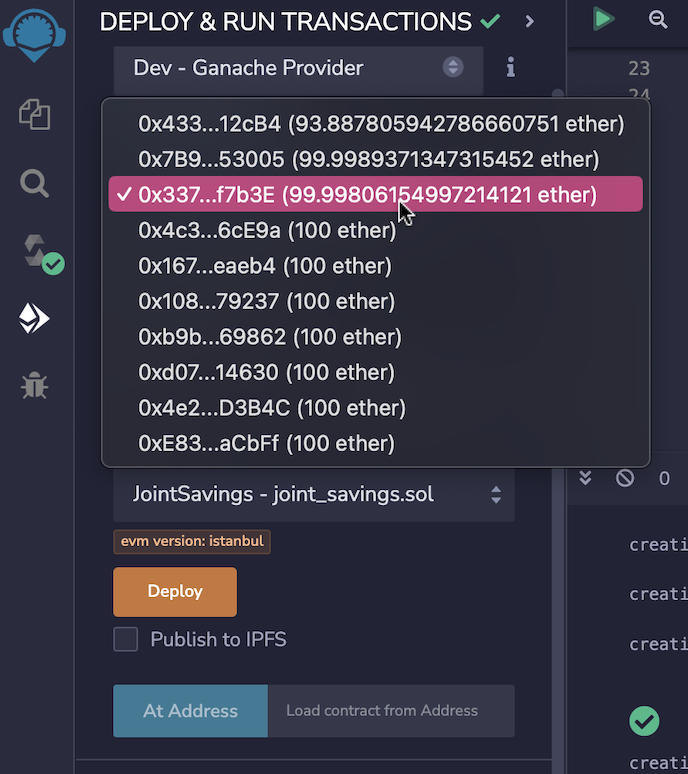 DEPLOY & RUN TRANSACTIONS
Dev - Ganache Provider
i
23
24
0x433...12cB4 (93.887805942786660751 ether)
0x7B9...53005 (99.9989371347315452 ether)
0x337...f7b3E (99.99806154997214121 ether)
0x4c3...6cE9a (100 ether)
0x167...eaeb4 (100 ether)
0x108...79237 (100 ether)
0xb9b...69862 (100 ether)
0xd07...14630 (100 ether)
0x4e2...D3B4C (100 ether)
0xE83...aCbFf (100 ether)
JointSavings - joint_savings.sol
0
evm version: istanbul
creati
Deploy
creati
Publish to IPFS
creati
At Address
Load contract from Address
creati